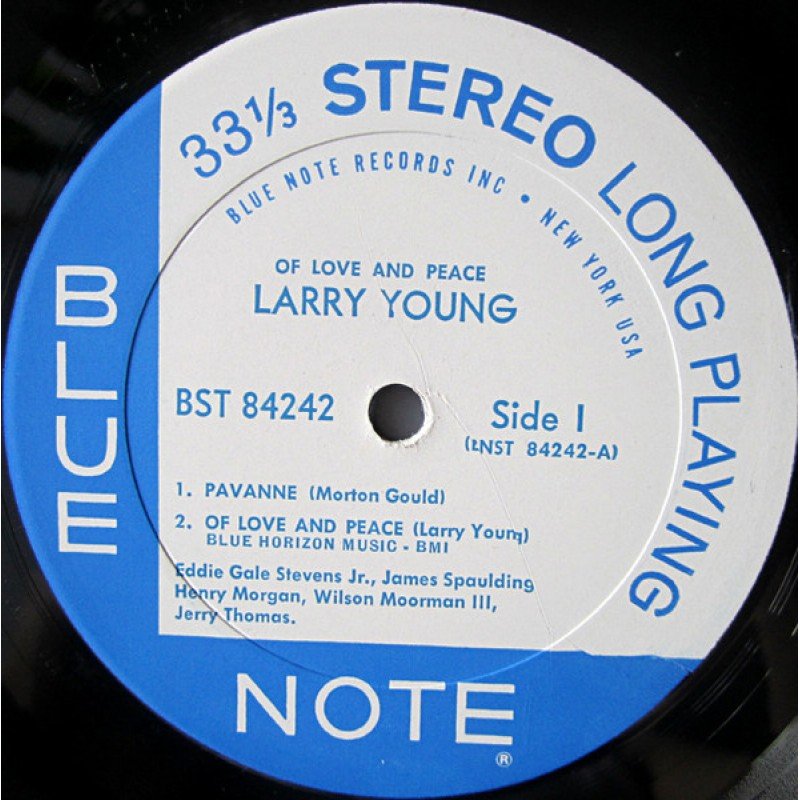 33⅓ STEREO LONG PLAYING
BLUE NOTE RECORDS INC • NEW YORK USA
OF LOVE AND PEACE
LARRY YOUNG
BST 84242
Side 1
(BNST 84242-A)
1. PAVANNE (Morton Gould)
2. OF LOVE AND PEACE (Larry Young)
BLUE HORIZON MUSIC - BMI
Eddie Gale Stevens Jr., James Spaulding
Henry Morgan, Wilson Moorman III,
Jerry Thomas.
BLUE
NOTE
®